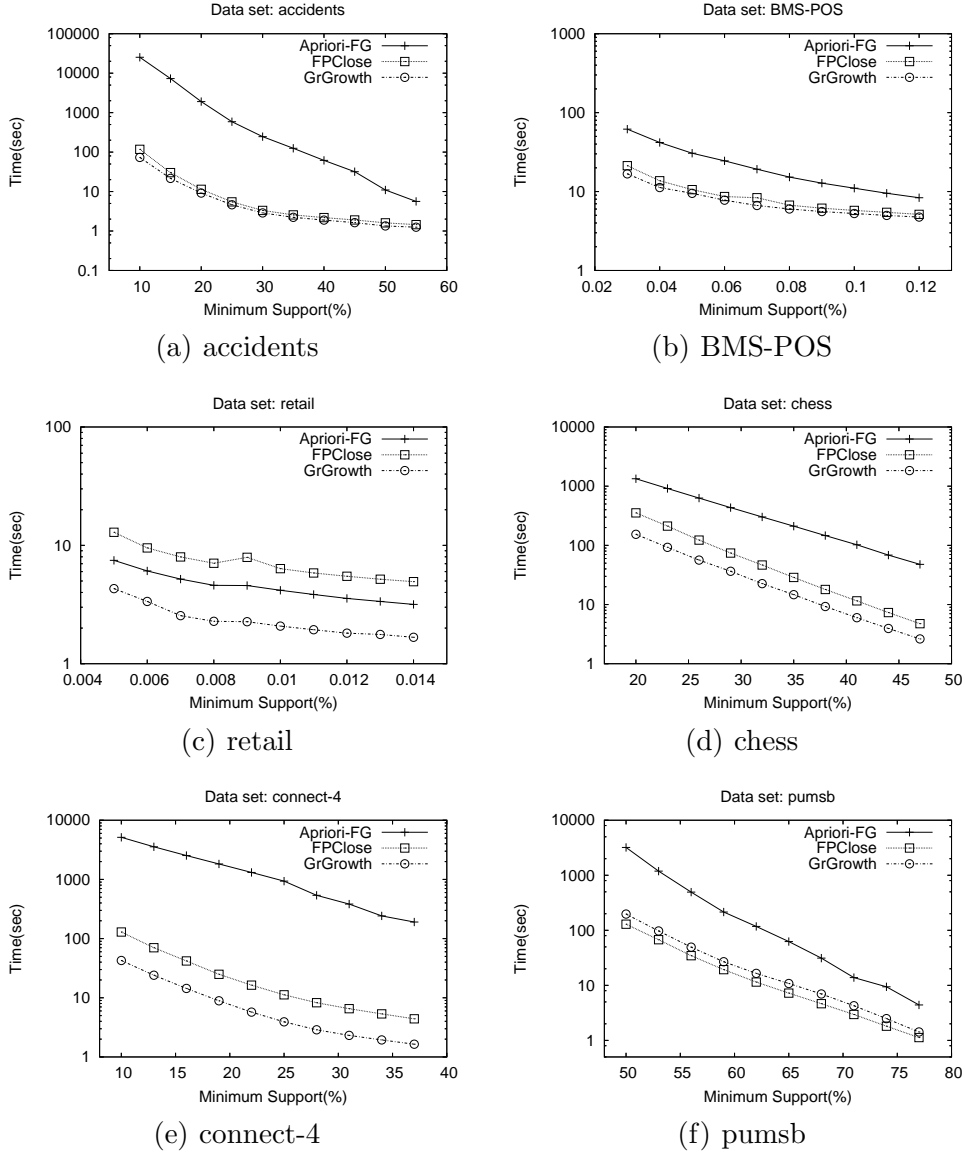 Data set: accidents
100000
10000
1000
100
10
1
0.1
Time(sec)
Apriori-FG
FPClose
GrGrowth
10 20 30 40 50 60
Minimum Support(%)
(a) accidents
Data set: BMS-POS
1000
100
10
1
Time(sec)
Apriori-FG
FPClose
GrGrowth
0.02 0.04 0.06 0.08 0.1 0.12
Minimum Support(%)
(b) BMS-POS
Data set: retail
100
10
1
Time(sec)
Apriori-FG
FPClose
GrGrowth
0.004 0.006 0.008 0.01 0.012 0.014
Minimum Support(%)
(c) retail
Data set: chess
10000
1000
100
10
1
Time(sec)
Apriori-FG
FPClose
GrGrowth
20 25 30 35 40 45 50
Minimum Support(%)
(d) chess
Data set: connect-4
10000
1000
100
10
1
Time(sec)
Apriori-FG
FPClose
GrGrowth
10 15 20 25 30 35 40
Minimum Support(%)
(e) connect-4
Data set: pumsb
10000
1000
100
10
1
Time(sec)
Apriori-FG
FPClose
GrGrowth
50 55 60 65 70 75 80
Minimum Support(%)
(f) pumsb